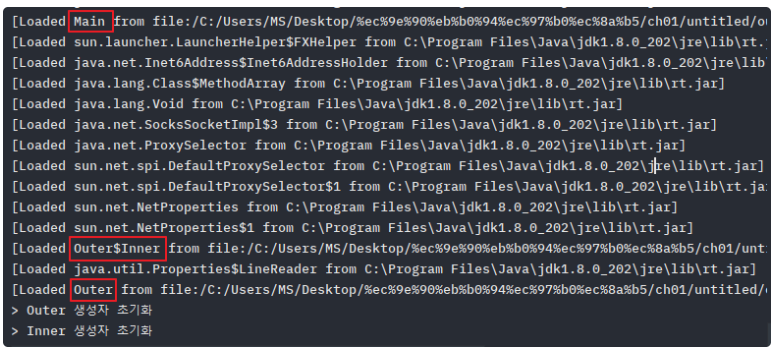 [Loaded Main from file:/C:/Users/MS/Desktop/%ec%9e%90%eb%b0%94%ec%97%b0%ec%8a%b5/ch01/untitled/ou
[Loaded sun.launcher.LauncherHelper$FXHelper from C:\Program Files\Java\jdk1.8.0_202\jre\lib\rt.
[Loaded java.net.Inet6Address$Inet6AddressHolder from C:\Program Files\Java\jdk1.8.0_202\jre\lib
[Loaded java.lang.Class$MethodArray from C:\Program Files\Java\jdk1.8.0_202\jre\lib\rt.jar]
[Loaded java.lang.Void from C:\Program Files\Java\jdk1.8.0_202\jre\lib\rt.jar]
[Loaded java.net.SocksSocketImpl$3 from C:\Program Files\Java\jdk1.8.0_202\jre\lib\rt.jar]
[Loaded java.net.ProxySelector from C:\Program Files\Java\jdk1.8.0_202\jre\lib\rt.jar]
[Loaded sun.net.spi.DefaultProxySelector from C:\Program Files\Java\jdk1.8.0_202\jre\lib\rt.jar]
[Loaded sun.net.spi.DefaultProxySelector$1 from C:\Program Files\Java\jdk1.8.0_202\jre\lib\rt.ja
[Loaded sun.net.NetProperties from C:\Program Files\Java\jdk1.8.0_202\jre\lib\rt.jar]
[Loaded sun.net.NetProperties$1 from C:\Program Files\Java\jdk1.8.0_202\jre\lib\rt.jar]
[Loaded Outer$Inner from file:/C:/Users/MS/Desktop/%ec%9e%90%eb%b0%94%ec%97%b0%ec%8a%b5/ch01/unt
[Loaded java.util.Properties$LineReader from C:\Program Files\Java\jdk1.8.0_202\jre\lib\rt.jar]
[Loaded Outer from file:/C:/Users/MS/Desktop/%ec%9e%90%eb%b0%94%ec%97%b0%ec%8a%b5/ch01/untitled/
> Outer 생성자 초기화
> Inner 생성자 초기화